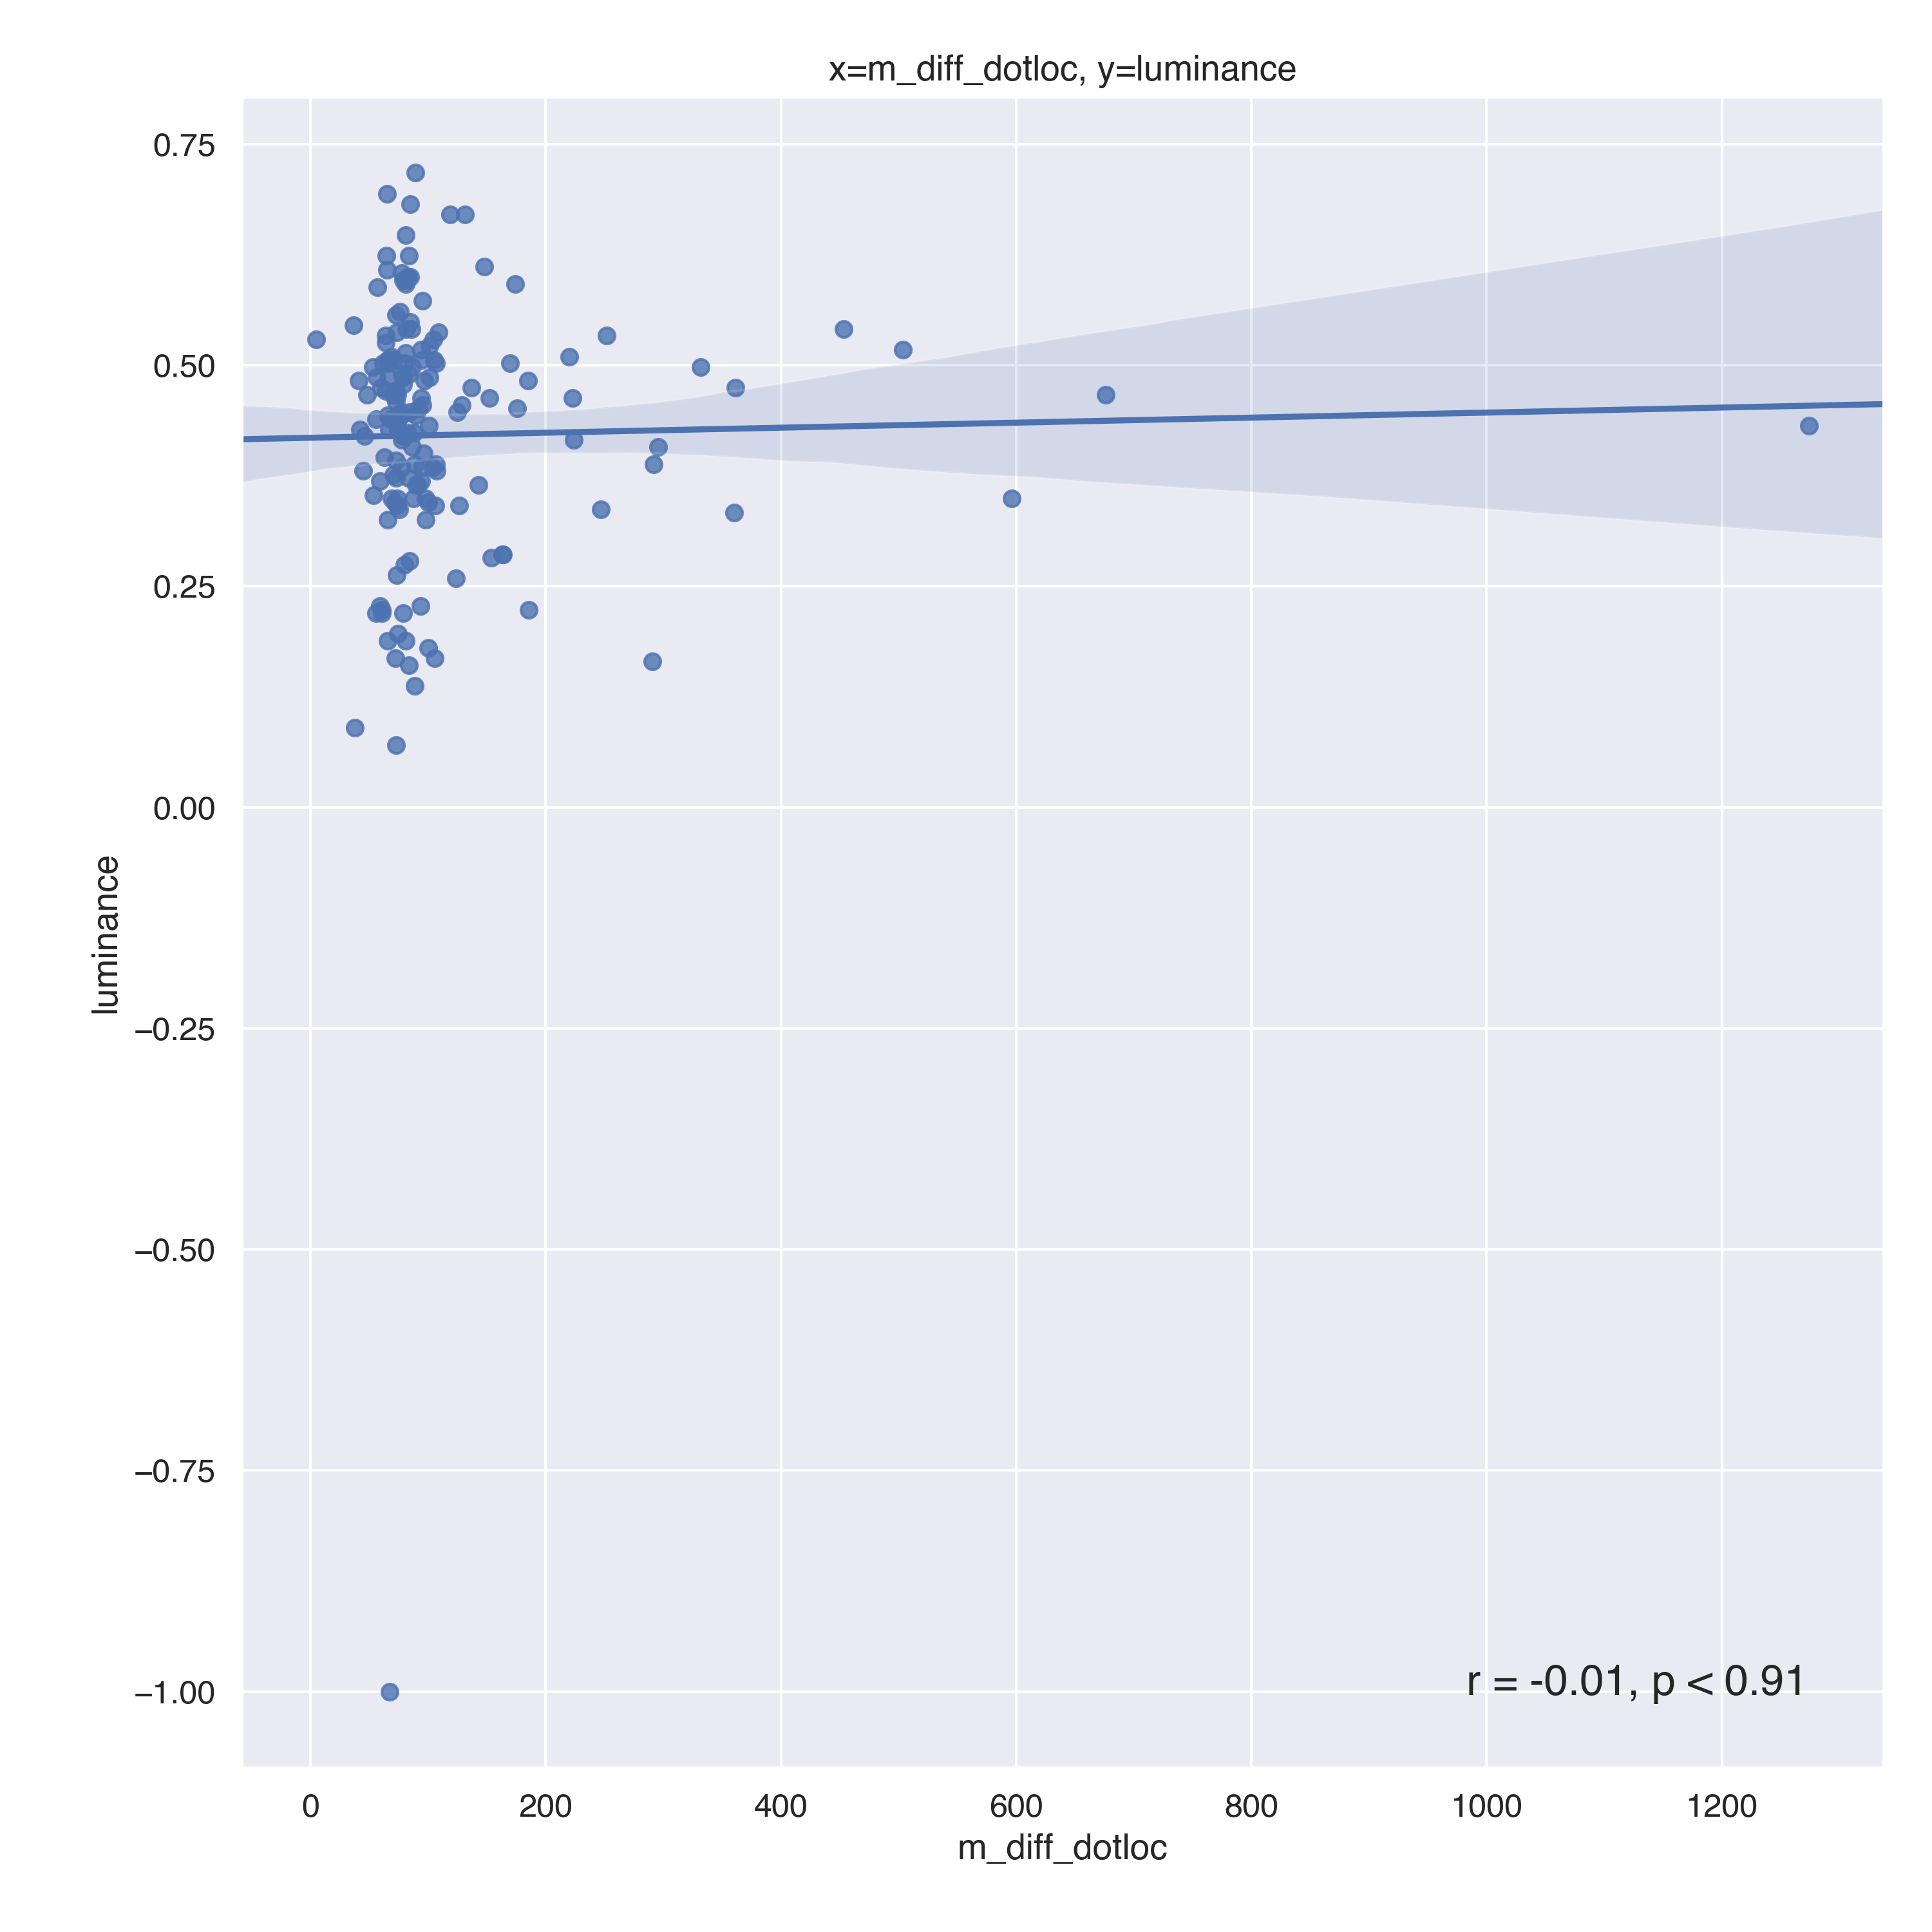 x=m_diff_dotloc, y=luminance
0.75
0.50
0.25
0.00
−0.25
−0.50
−0.75
−1.00
luminance
r = -0.01, p < 0.91
0 200 400 600 800 1000 1200
m_diff_dotloc